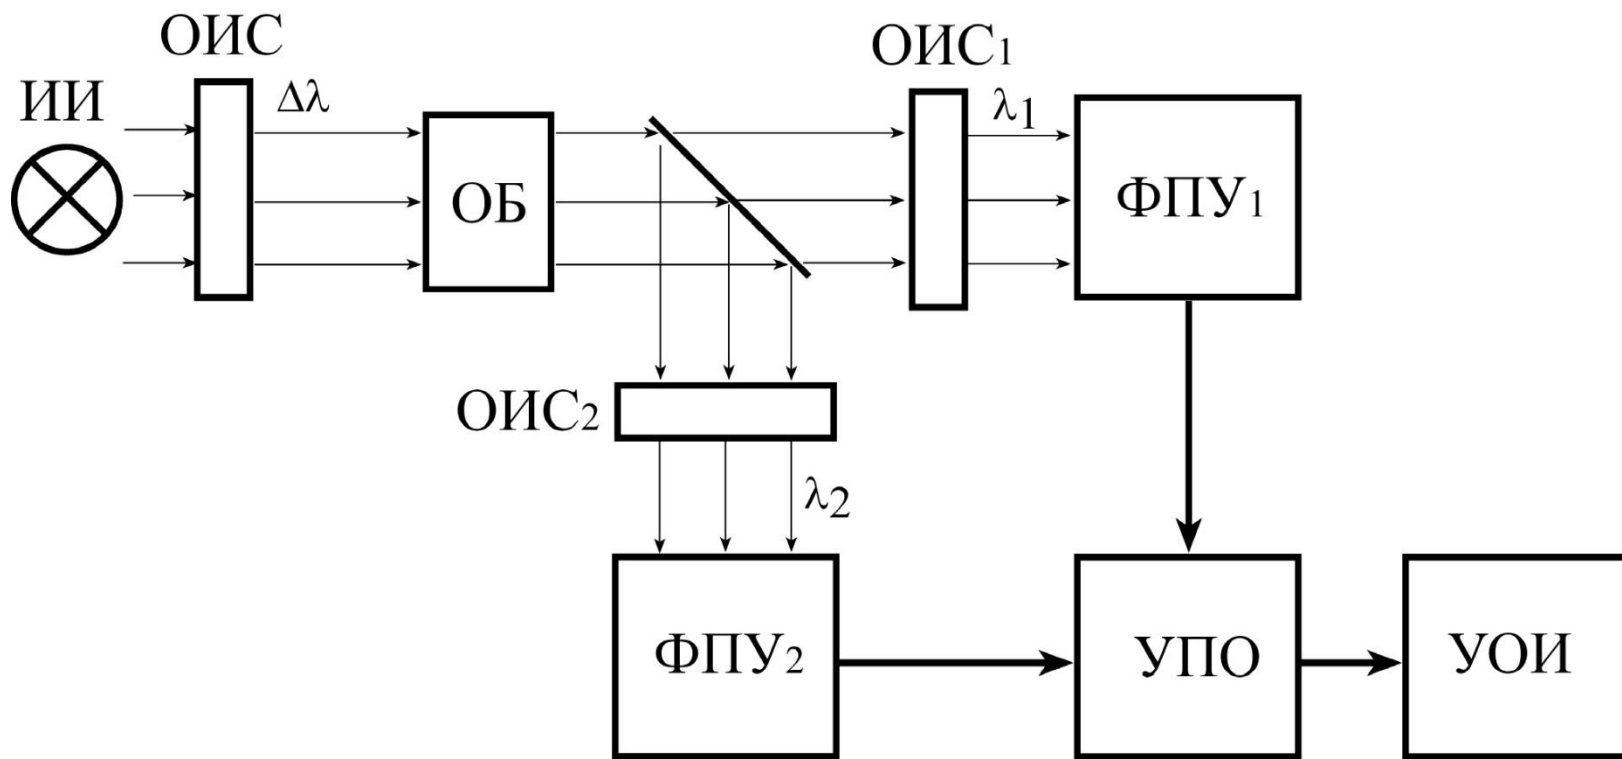 ОИС
ИИ
Δλ
ОБ
ОИС1
λ1
ФПУ1
ОИС2
λ2
ФПУ2
УПО
УОИ